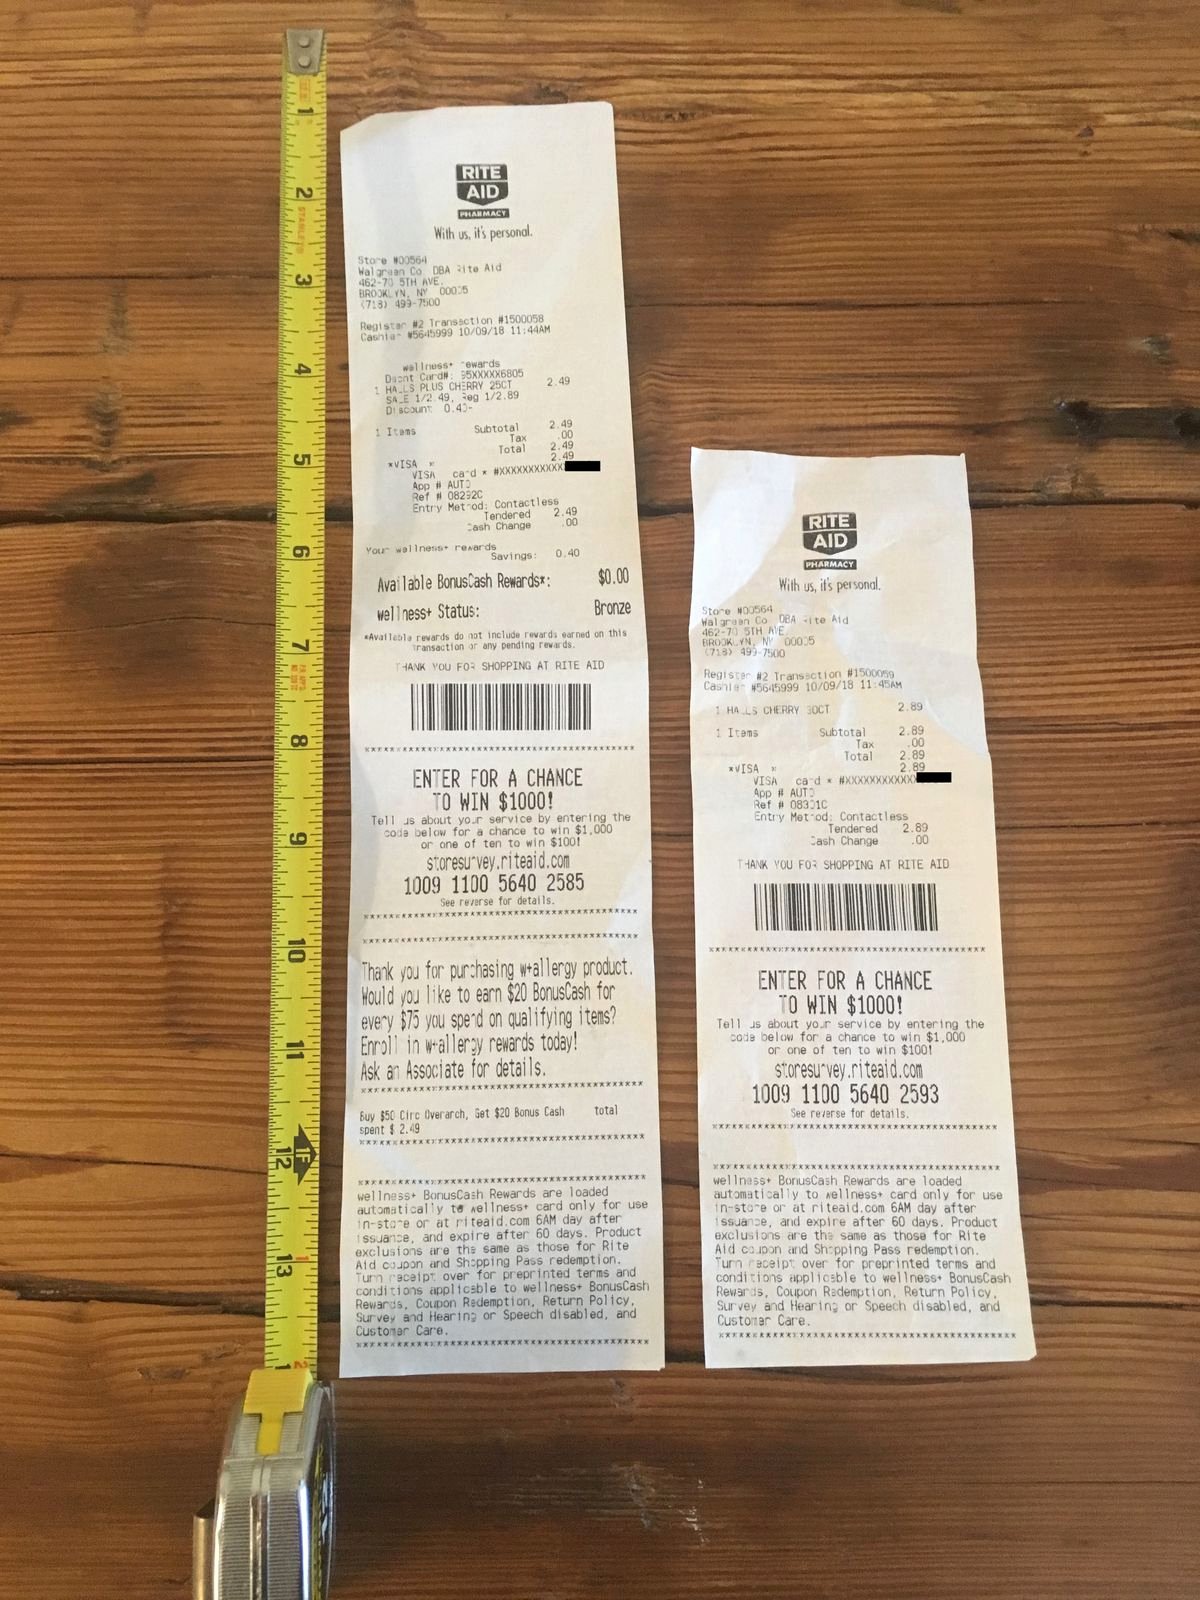 1
2
STANLEY®
3
4
5
6
7
8
9
10
11
1F
12
13
RITE
AID
PHARMACY
With us, it's personal.
Store #00564
Walgreen Co DBA Rite Aid
462-70 5TH AVE.
BROOKLYN, NY
(718) 499-7500
Register #2 Transaction #1500058
Cashier #5645999 10/09/18 11:44AM
wellness+ rewards
Dscnt Card#: 95XXXXX6805
1 HALLS PLUS CHERRY 25CT 2.49
SALE 1/2.49, Reg 1/2.89
Discount 0.40-
1 Items Subtotal 2.49
Tax .00
Total 2.49
*VISA * 2.49
VISA card * #XXXXXXXXXXXX
App # AUTO
Ref # 08292C
Entry Method: Contactless
Tendered 2.49
Cash Change .00
Your wellness+ rewards
Savings: 0.40
Available BonusCash Rewards*: $0.00
wellness+ Status: Bronze
*Available rewards do not include rewards earned on this
transaction or any pending rewards.
THANK YOU FOR SHOPPING AT RITE AID
ENTER FOR A CHANCE
TO WIN $1000!
Tell us about your service by entering the
code below for a chance to win $1,000
or one of ten to win $100!
storesurvey.riteaid.com
1009 1100 5640 2585
See reverse for details.
Thank you for purchasing w+allergy product.
Would you like to earn $20 BonusCash for
every $75 you spend on qualifying items?
Enroll in w+allergy rewards today!
Ask an Associate for details.
Buy $50 Circ Overarch, Get $20 Bonus Cash total
spent $ 2.49
wellness+ BonusCash Rewards are loaded
automatically to wellness+ card only for use
in-store or at riteaid.com 6AM day after
issuance, and expire after 60 days. Product
exclusions are the same as those for Rite
Aid coupon and Shopping Pass redemption.
Turn receipt over for preprinted terms and
conditions applicable to wellness+ BonusCash
Rewards, Coupon Redemption, Return Policy,
Survey and Hearing or Speech disabled, and
Customer Care.
RITE
AID
PHARMACY
With us, it's personal.
Store #00564
Walgreen Co DBA Rite Aid
462-70 5TH AVE.
BROOKLYN, NY
(718) 499-7500
Register #2 Transaction #1500059
Cashier #5645999 10/09/18 11:45AM
1 HALLS CHERRY 30CT 2.89
1 Items Subtotal 2.89
Tax .00
Total 2.89
*VISA * 2.89
VISA card * #XXXXXXXXXXXX
App # AUTO
Ref # 08301C
Entry Method: Contactless
Tendered 2.89
Cash Change .00
THANK YOU FOR SHOPPING AT RITE AID
ENTER FOR A CHANCE
TO WIN $1000!
Tell us about your service by entering the
code below for a chance to win $1,000
or one of ten to win $100!
storesurvey.riteaid.com
1009 1100 5640 2593
See reverse for details.
wellness+ BonusCash Rewards are loaded
automatically to wellness+ card only for use
in-store or at riteaid.com 6AM day after
issuance, and expire after 60 days. Product
exclusions are the same as those for Rite
Aid coupon and Shopping Pass redemption.
Turn receipt over for preprinted terms and
conditions applicable to wellness+ BonusCash
Rewards, Coupon Redemption, Return Policy,
Survey and Hearing or Speech disabled, and
Customer Care.